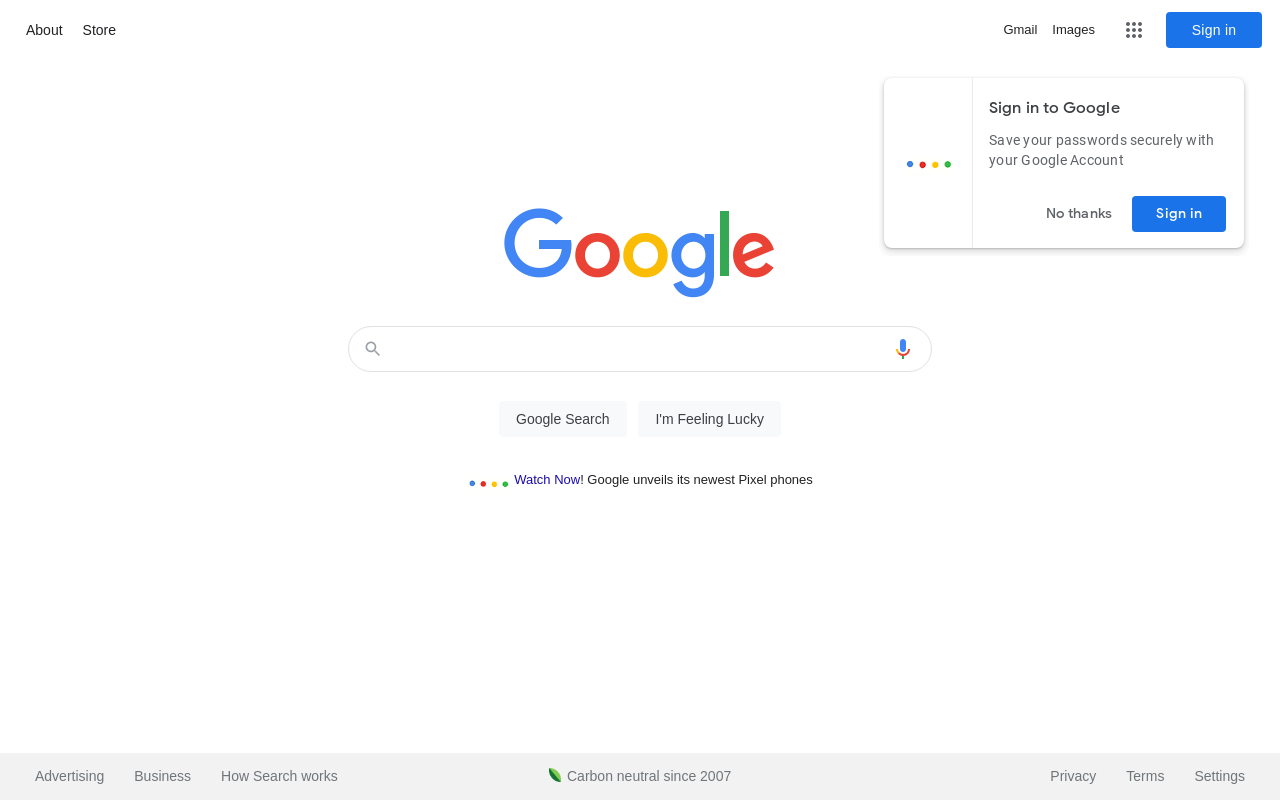 About Store Gmail Images Sign in
Sign in to Google
Save your passwords securely with
your Google Account
No thanks Sign in
Google
Google Search I'm Feeling Lucky
Watch Now! Google unveils its newest Pixel phones
Advertising Business How Search works Carbon neutral since 2007 Privacy Terms Settings